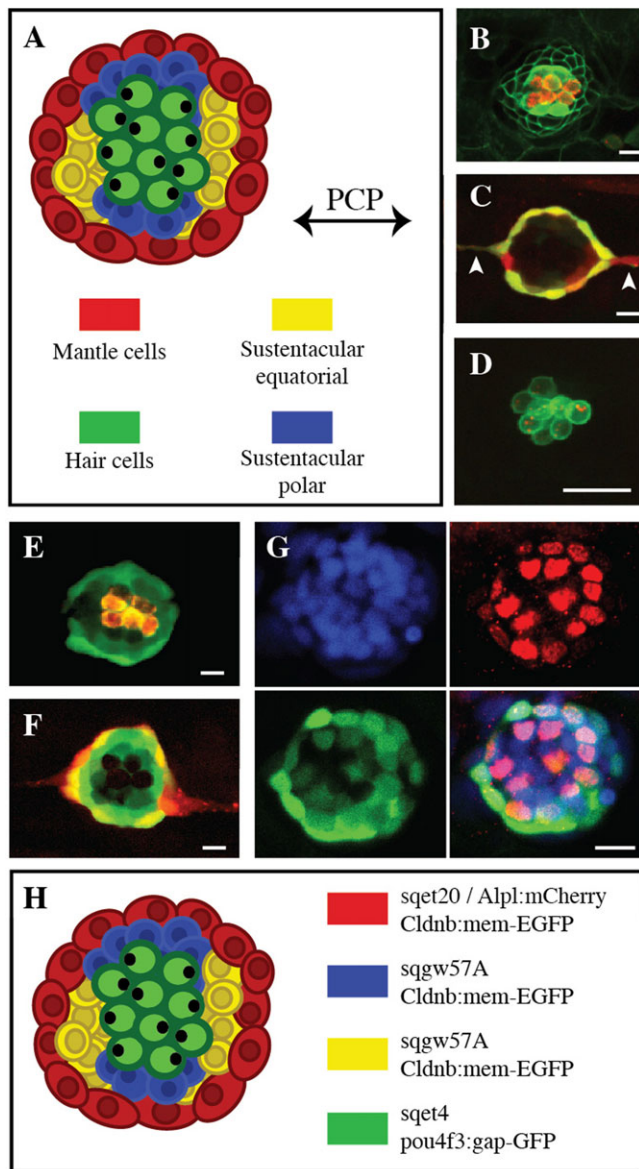 A
B
PCP
C
Mantle cells
Sustentacular
equatorial
D
Hair cells
Sustentacular
polar
E
G
F
H
sqet20 / Alpl:mCherry
Cldnb:mem-EGFP
sqgw57A
Cldnb:mem-EGFP
sqgw57A
Cldnb:mem-EGFP
sqet4
pou4f3:gap-GFP